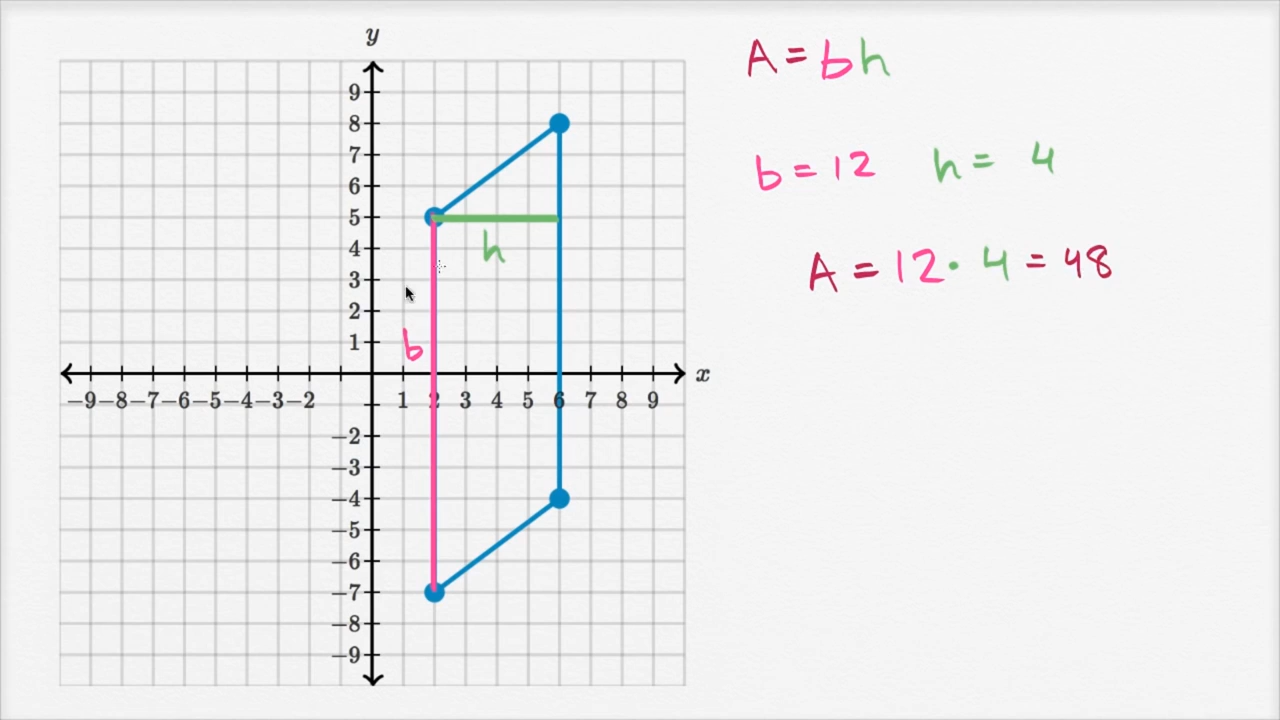 y
A = bh
9
8
7
6
5
4
3
2
1
b = 12 h = 4
A = 12 · 4 = 48
h
b
x
−9 −8 −7 −6 −5 −4 −3 −2 1 2 3 4 5 6 7 8 9
−2
−3
−4
−5
−6
−7
−8
−9